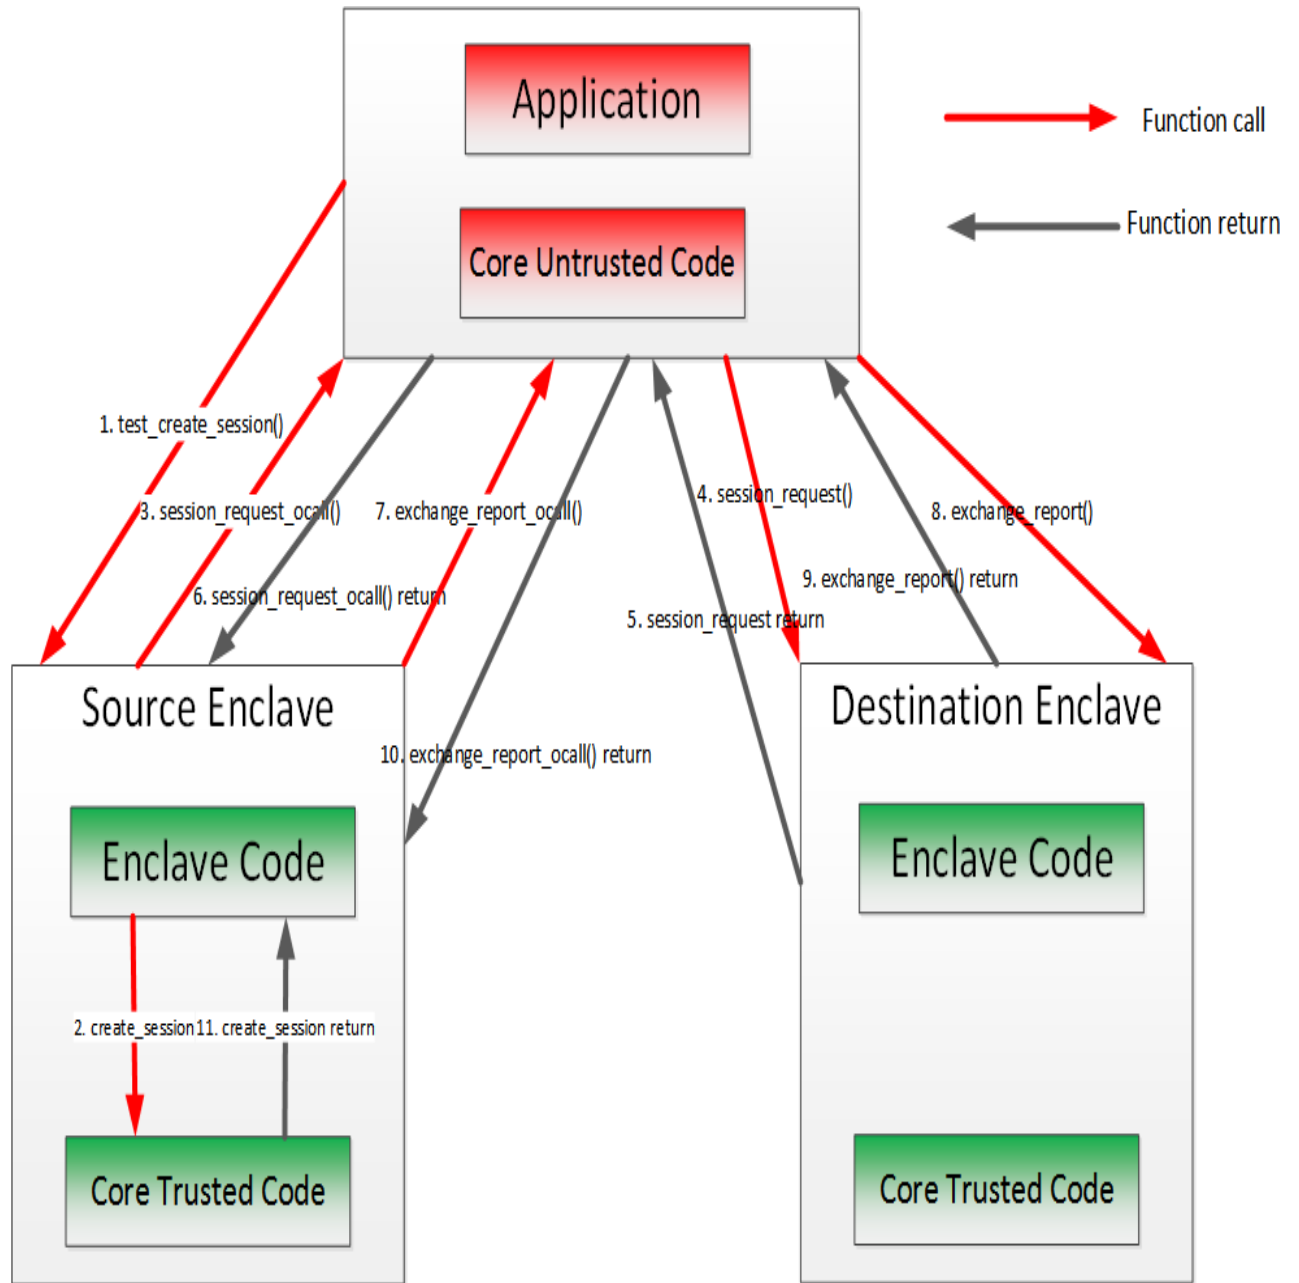 Application
Function call
Function return
Core Untrusted Code
1. test_create_session()
3. session_request_ocall()
7. exchange_report_ocall()
4. session_request()
8. exchange_report()
6. session_request_ocall() return
9. exchange_report() return
5. session_request return
Source Enclave
Destination Enclave
10. exchange_report_ocall() return
Enclave Code
Enclave Code
2. create_session
11. create_session return
Core Trusted Code
Core Trusted Code